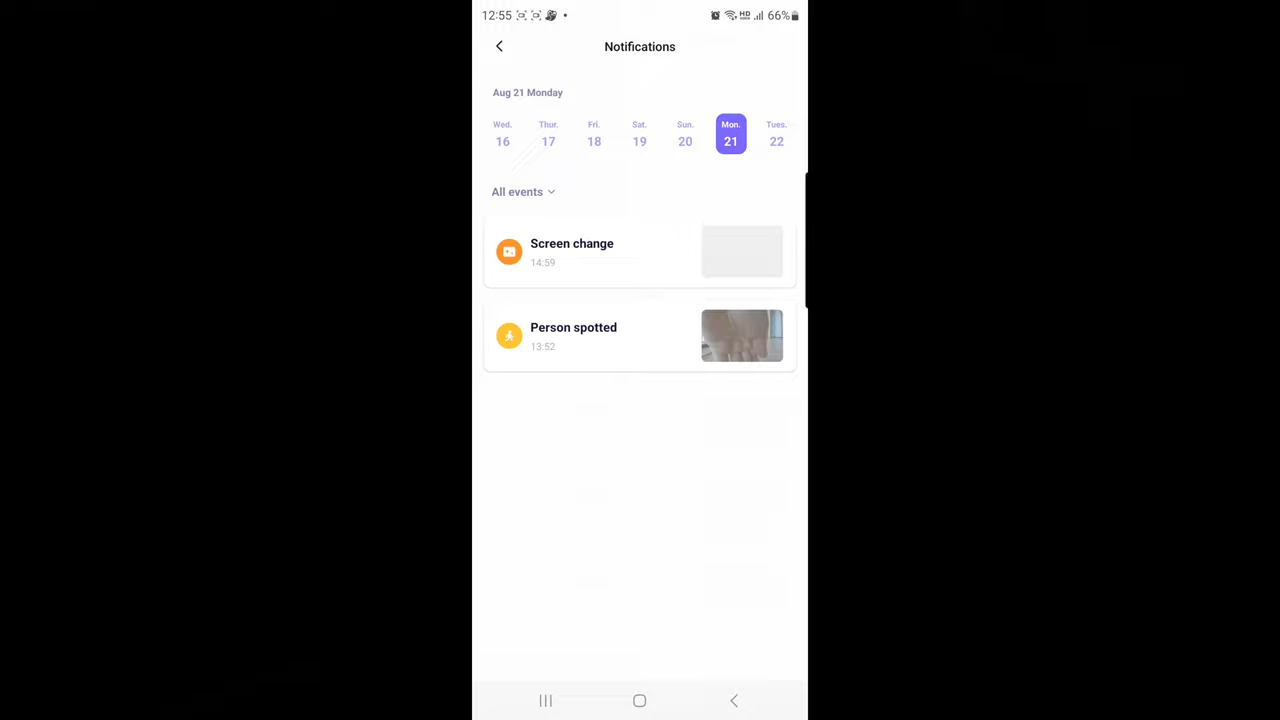 12:55 HD 66%
Notifications
Aug 21 Monday
Wed. Thur. Fri. Sat. Sun. Mon. Tues.
16 17 18 19 20 21 22
All events
Screen change
14:59
Person spotted
13:52